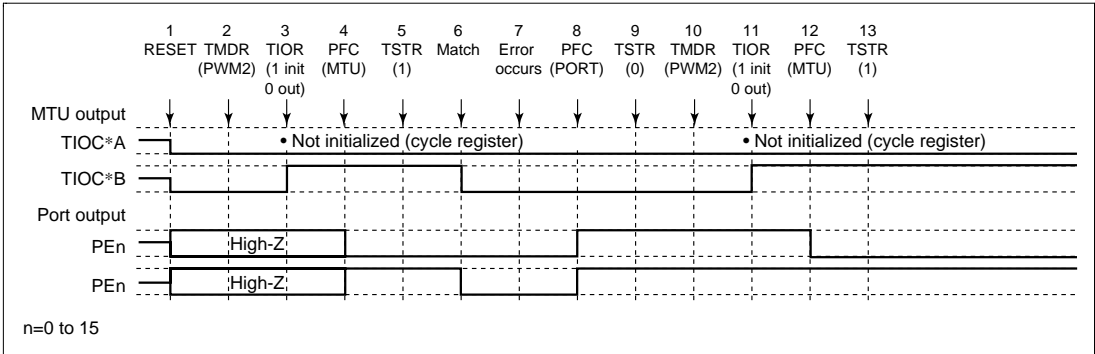 1 2 3 4 5 6 7 8 9 10 11 12 13
RESET TMDR TIOR PFC TSTR Match Error PFC TSTR TMDR TIOR PFC TSTR
(PWM2) (1 init (MTU) (1) occurs (PORT) (0) (PWM2) (1 init (MTU) (1)
0 out) 0 out)
MTU output
TIOC*A • Not initialized (cycle register) • Not initialized (cycle register)
TIOC*B
Port output
PEn High-Z
PEn High-Z
n=0 to 15